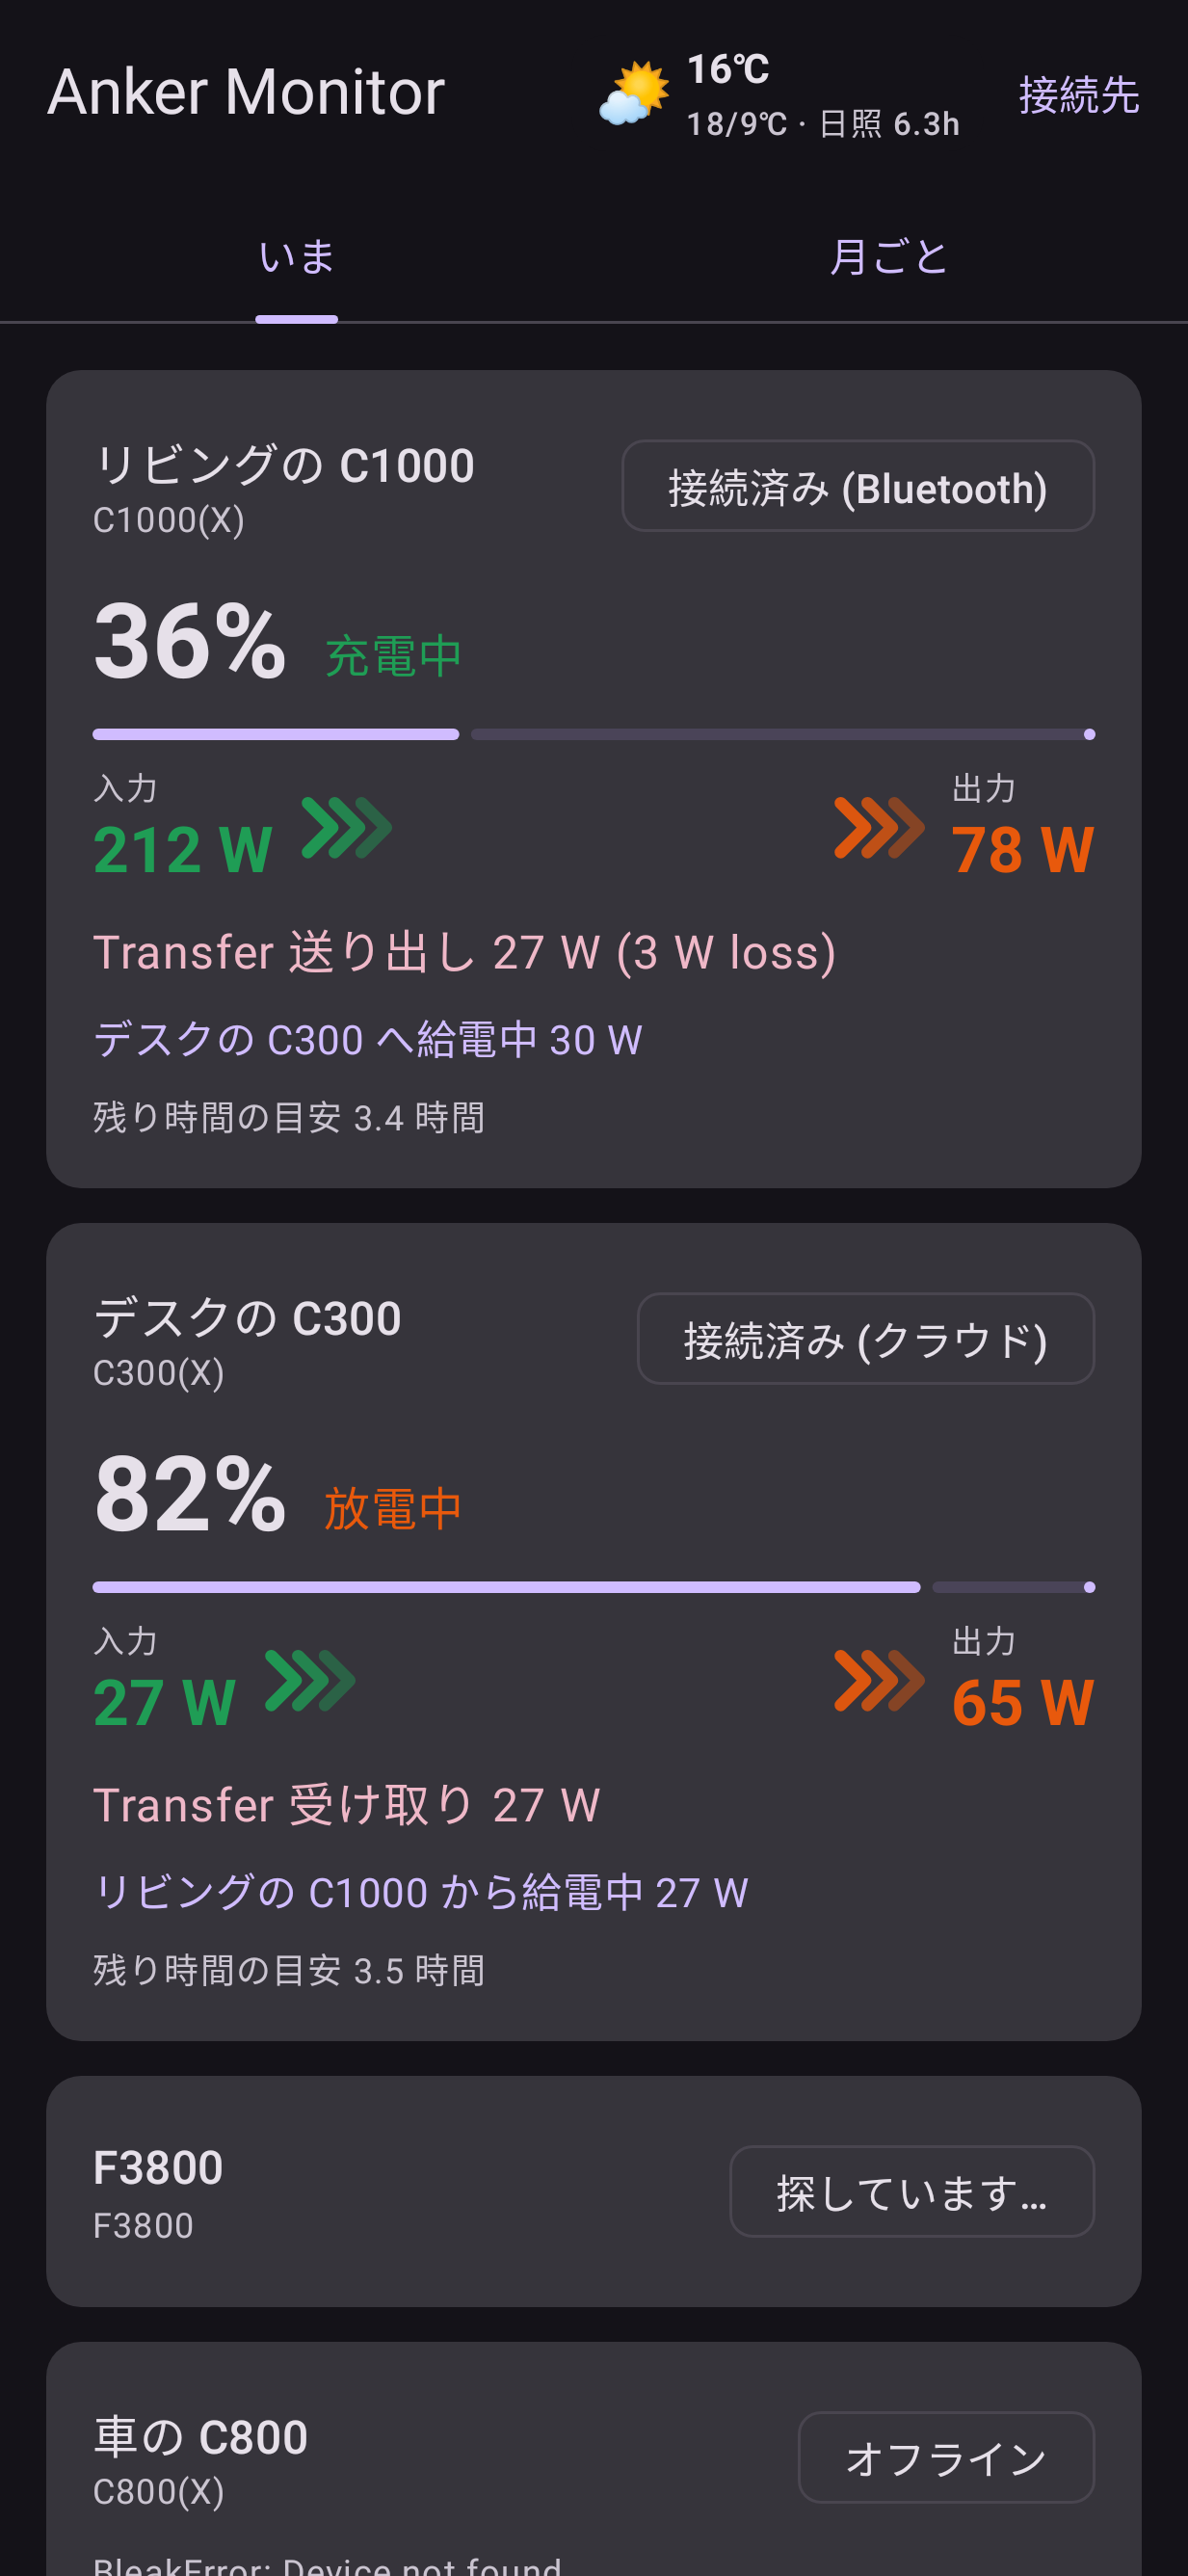 Anker Monitor
16℃
18/9℃ · 日照 6.3h
接続先
いま
月ごと
リビングの C1000
C1000(X)
接続済み (Bluetooth)
36%
充電中
入力
212 W
出力
78 W
Transfer 送り出し 27 W (3 W loss)
デスクの C300 へ給電中 30 W
残り時間の目安 3.4 時間
デスクの C300
C300(X)
接続済み (クラウド)
82%
放電中
入力
27 W
出力
65 W
Transfer 受け取り 27 W
リビングの C1000 から給電中 27 W
残り時間の目安 3.5 時間
F3800
F3800
探しています…
車の C800
C800(X)
オフライン
BleakError: Device not found